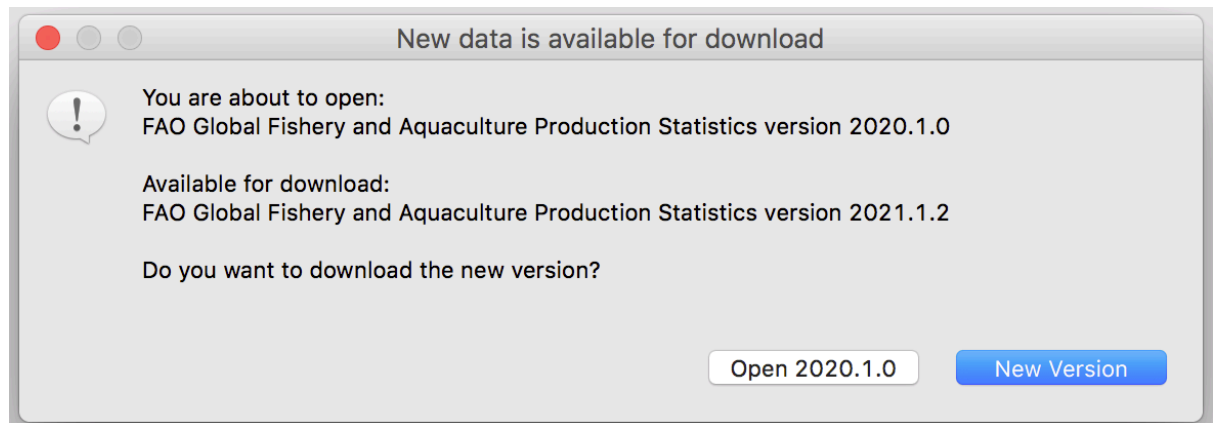 New data is available for download
You are about to open:
FAO Global Fishery and Aquaculture Production Statistics version 2020.1.0
Available for download:
FAO Global Fishery and Aquaculture Production Statistics version 2021.1.2
Do you want to download the new version?
Open 2020.1.0
New Version